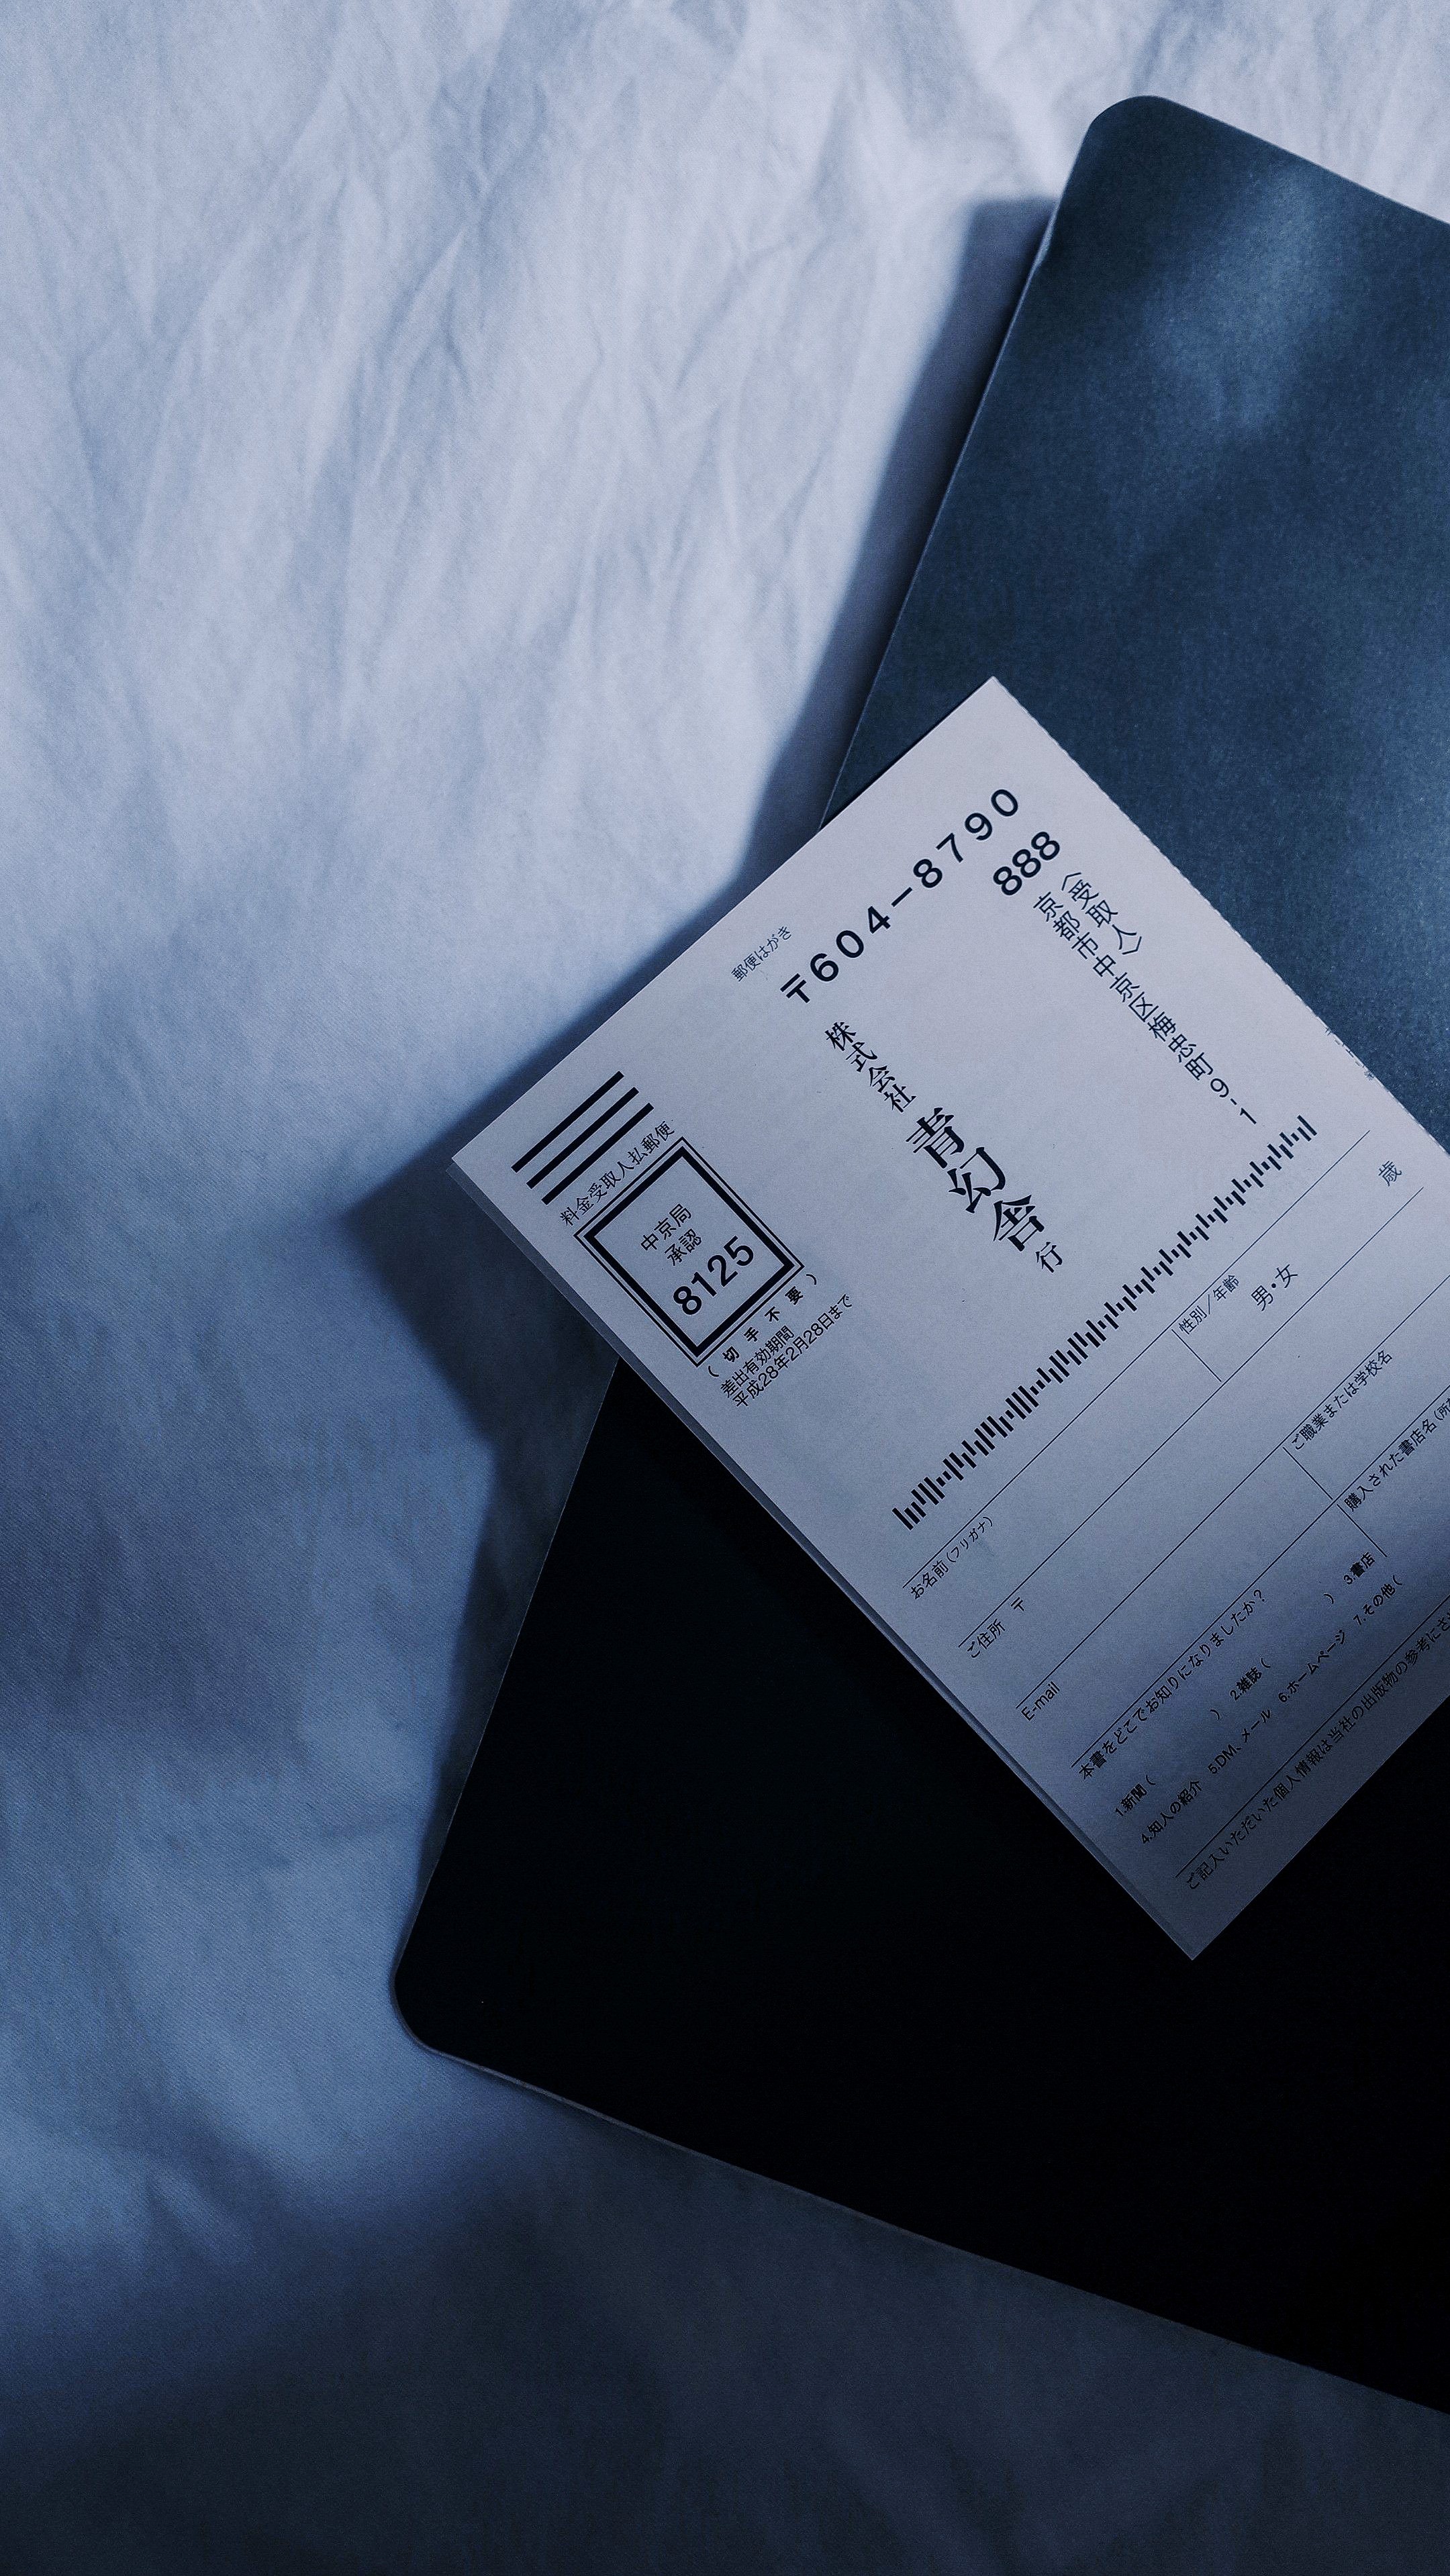 郵便はがき
〒604-8790
888
〈受取人〉
京都市中京区梅忠町9-1
株式会社 青幻舎 行
料金受取人払郵便
中京局
承認
8125
(切手不要)
差出有効期間
平成28年2月28日まで
お名前(フリガナ)
性別／年齢
男・女
歳
ご住所 〒
E-mail
ご職業または学校名
購入された書店名(所在
本書をどこでお知りになりましたか?
1.新聞( ) 2.雑誌( ) 3.書店
4.知人の紹介 5.DM、メール 6.ホームページ 7.その他(
ご記入いただいた個人情報は当社の出版物の参考にさ